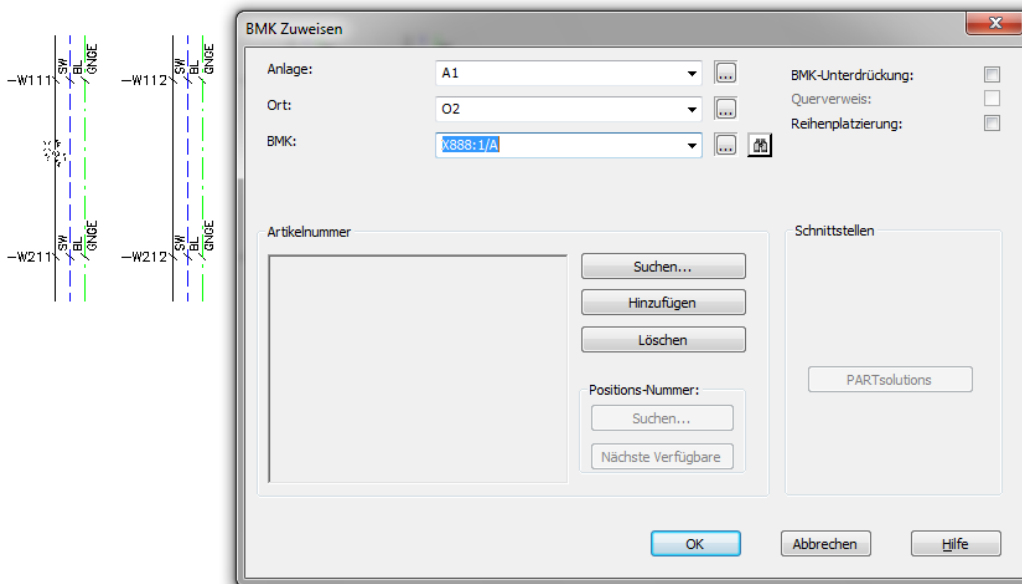 -W111
SW
BL
GNGE
-W112
SW
BL
GNGE
-W211
SW
BL
GNGE
-W212
SW
BL
GNGE
BMK Zuweisen
Anlage:
A1
...
BMK-Unterdrückung:
Ort:
O2
...
Querverweis:
Reihenplatzierung:
BMK:
X888:1/A
...
Artikelnummer
Schnittstellen
Suchen...
Hinzufügen
Löschen
PARTsolutions
Positions-Nummer:
Suchen...
Nächste Verfügbare
OK
Abbrechen
Hilfe